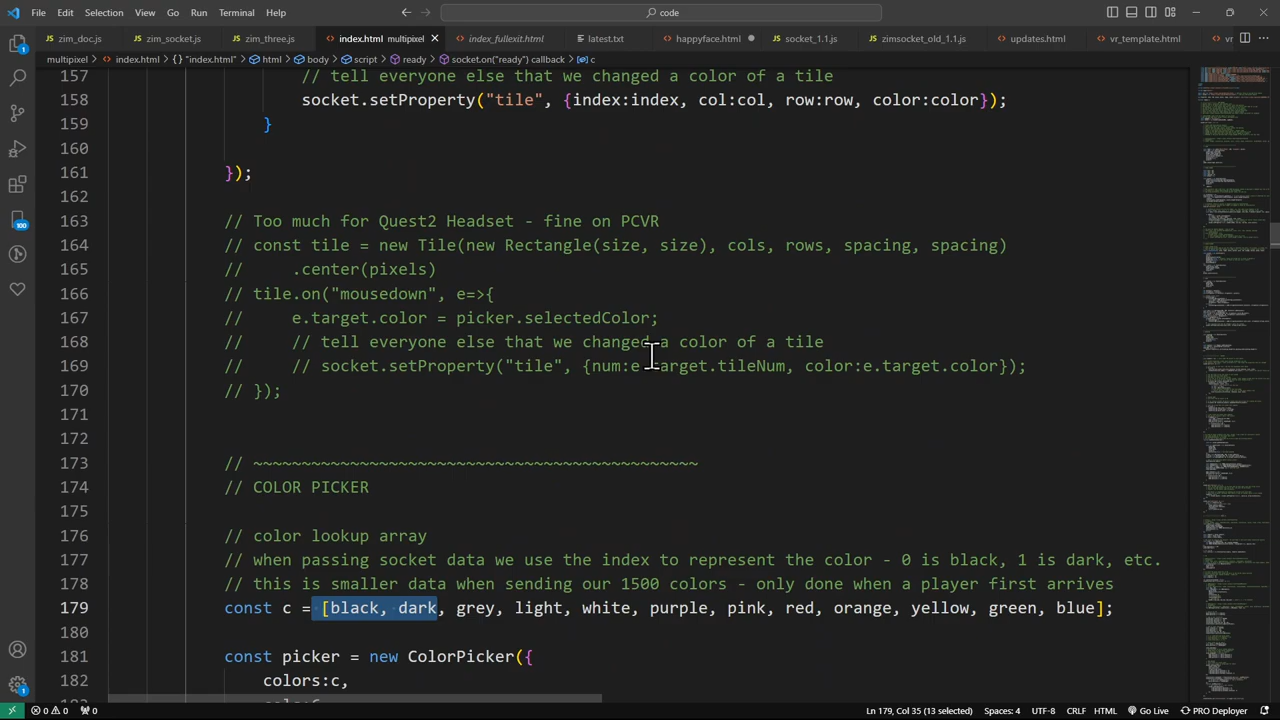 File Edit Selection View Go Run Terminal Help
code
zim_doc.js zim_socket.js zim_three.js index.html multipixel index_fullexit.html latest.txt happyface.html socket_1.1.js zimsocket_old_1.1.js updates.html vr_template.html vr
multipixel > index.html > {} "index.html" > html > body > script > ready > socket.on("ready") callback > c
157 // tell everyone else that we changed a color of a tile
158 socket.setProperty("tile", {index:index, col:col, row:row, color:color});
159 }
160
161 });
162
163 // Too much for Quest2 Headset - fine on PCVR
164 // const tile = new Tile(new Rectangle(size, size), cols, rows, spacing, spacing)
165 // .center(pixels)
166 // tile.on("mousedown", e=>{
167 // e.target.color = picker.selectedColor;
168 // // tell everyone else that we changed a color of a tile
169 // // socket.setProperty("tile", {num:e.target.tileNum, color:e.target.color});
170 // });
171
172
173 // ~~~~~~~~~~~~~~~~~~~~~~~~~~~~~~~~~~~~~~~~~~~~~~
174 // COLOR PICKER
175
176 // color lookup array
177 // when passing socket data we use the index to represent the color - 0 is black, 1 is dark, etc.
178 // this is smaller data when sending our 1500 colors - only done when a player first arrives
179 const c = [black, dark, grey, light, white, purple, pink, red, orange, yellow, green, blue];
180
181 const picker = new ColorPicker({
182 colors:c,
183
100
1
1
0 0 0 Ln 179, Col 35 (13 selected) Spaces: 4 UTF-8 CRLF HTML Go Live PRO Deployer